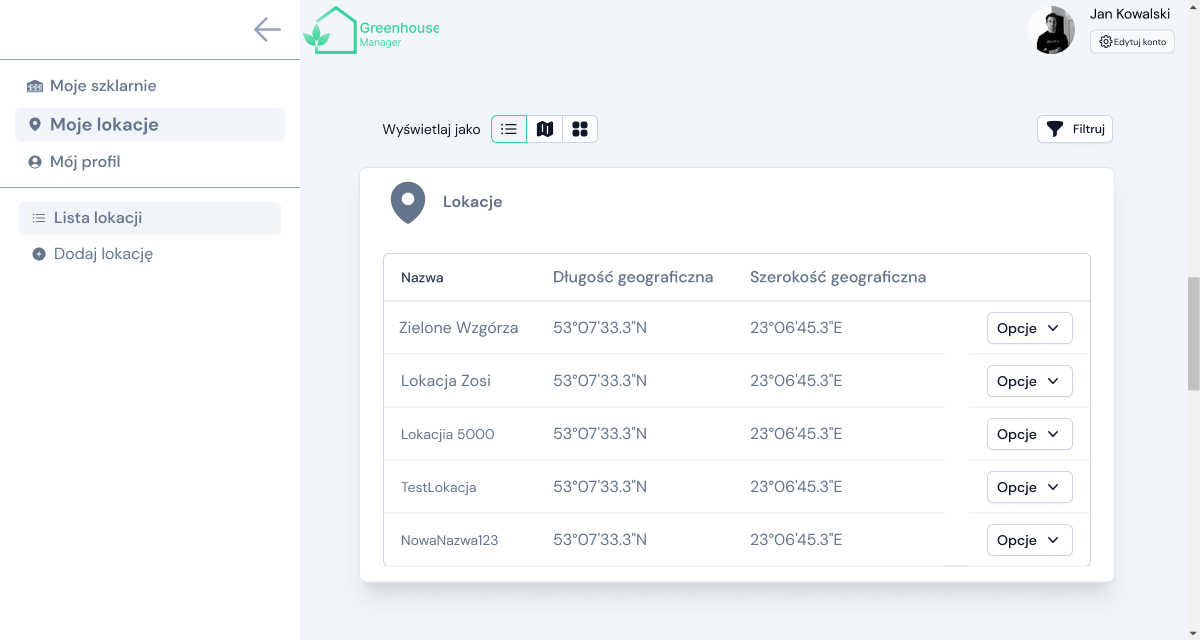 Greenhouse
Manager
Jan Kowalski
Edytuj konto
Moje szklarnie
Moje lokacje
Mój profil
Lista lokacji
Dodaj lokację
Wyświetlaj jako
Filtruj
Lokacje
Nazwa Długość geograficzna Szerokość geograficzna
Zielone Wzgórza 53°07'33.3"N 23°06'45.3"E Opcje
Lokacja Zosi 53°07'33.3"N 23°06'45.3"E Opcje
Lokacjia 5000 53°07'33.3"N 23°06'45.3"E Opcje
TestLokacja 53°07'33.3"N 23°06'45.3"E Opcje
NowaNazwa123 53°07'33.3"N 23°06'45.3"E Opcje